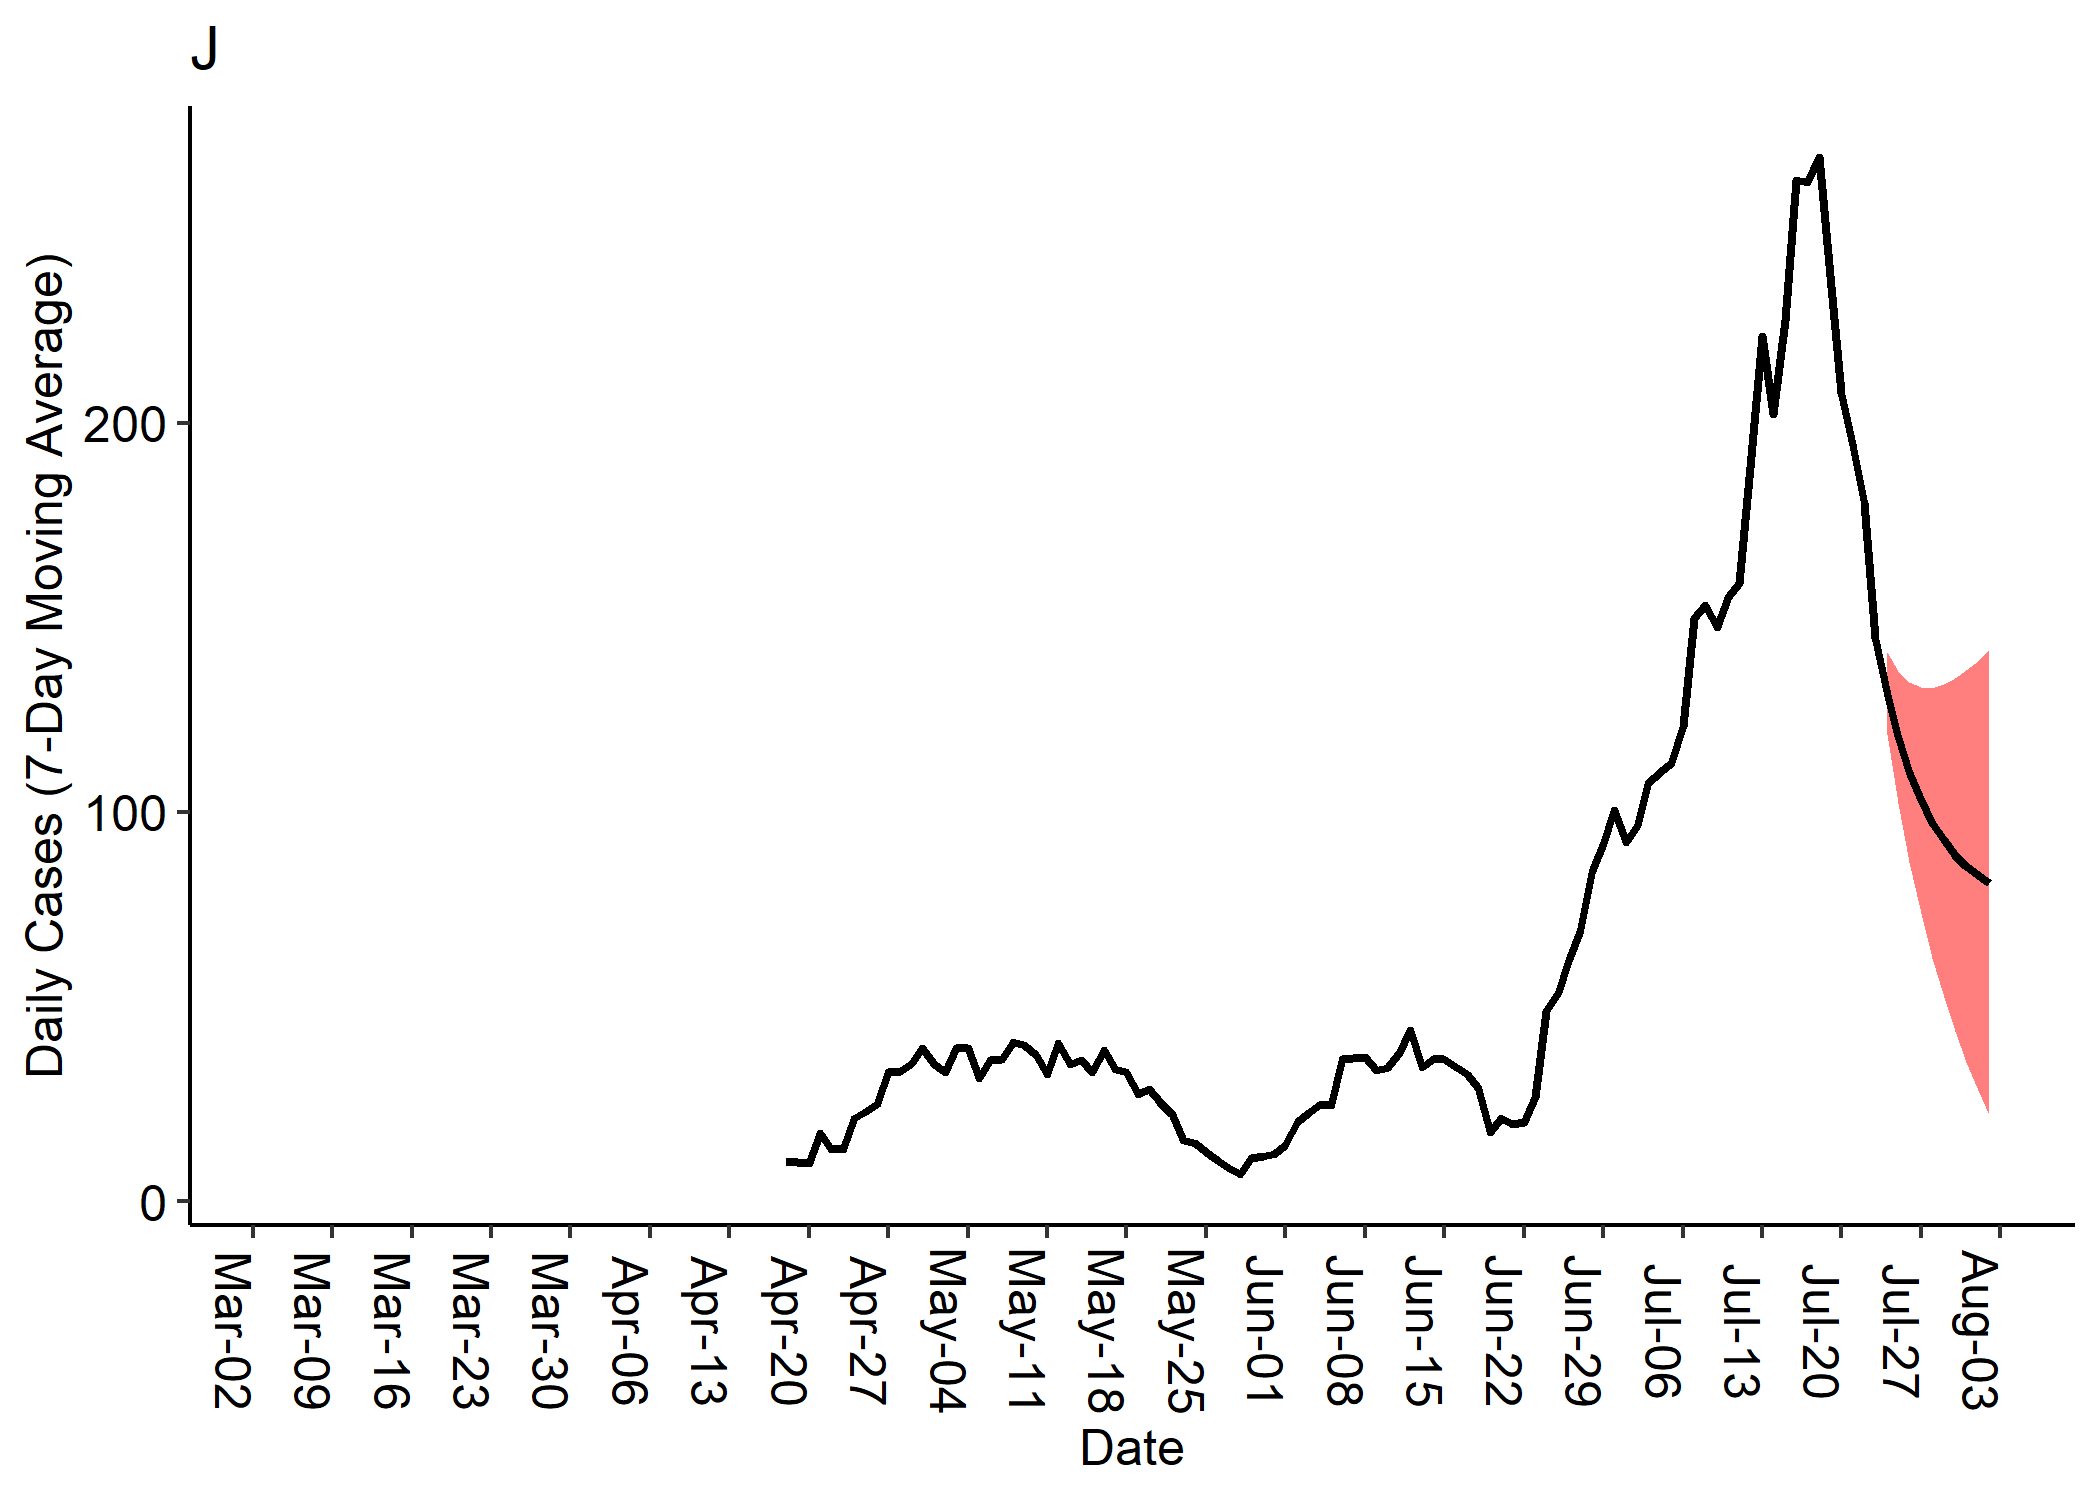 J
Daily Cases (7-Day Moving Average)
200
100
0
Mar-02
Mar-09
Mar-16
Mar-23
Mar-30
Apr-06
Apr-13
Apr-20
Apr-27
May-04
May-11
May-18
May-25
Jun-01
Jun-08
Jun-15
Jun-22
Jun-29
Jul-06
Jul-13
Jul-20
Jul-27
Aug-03
Date